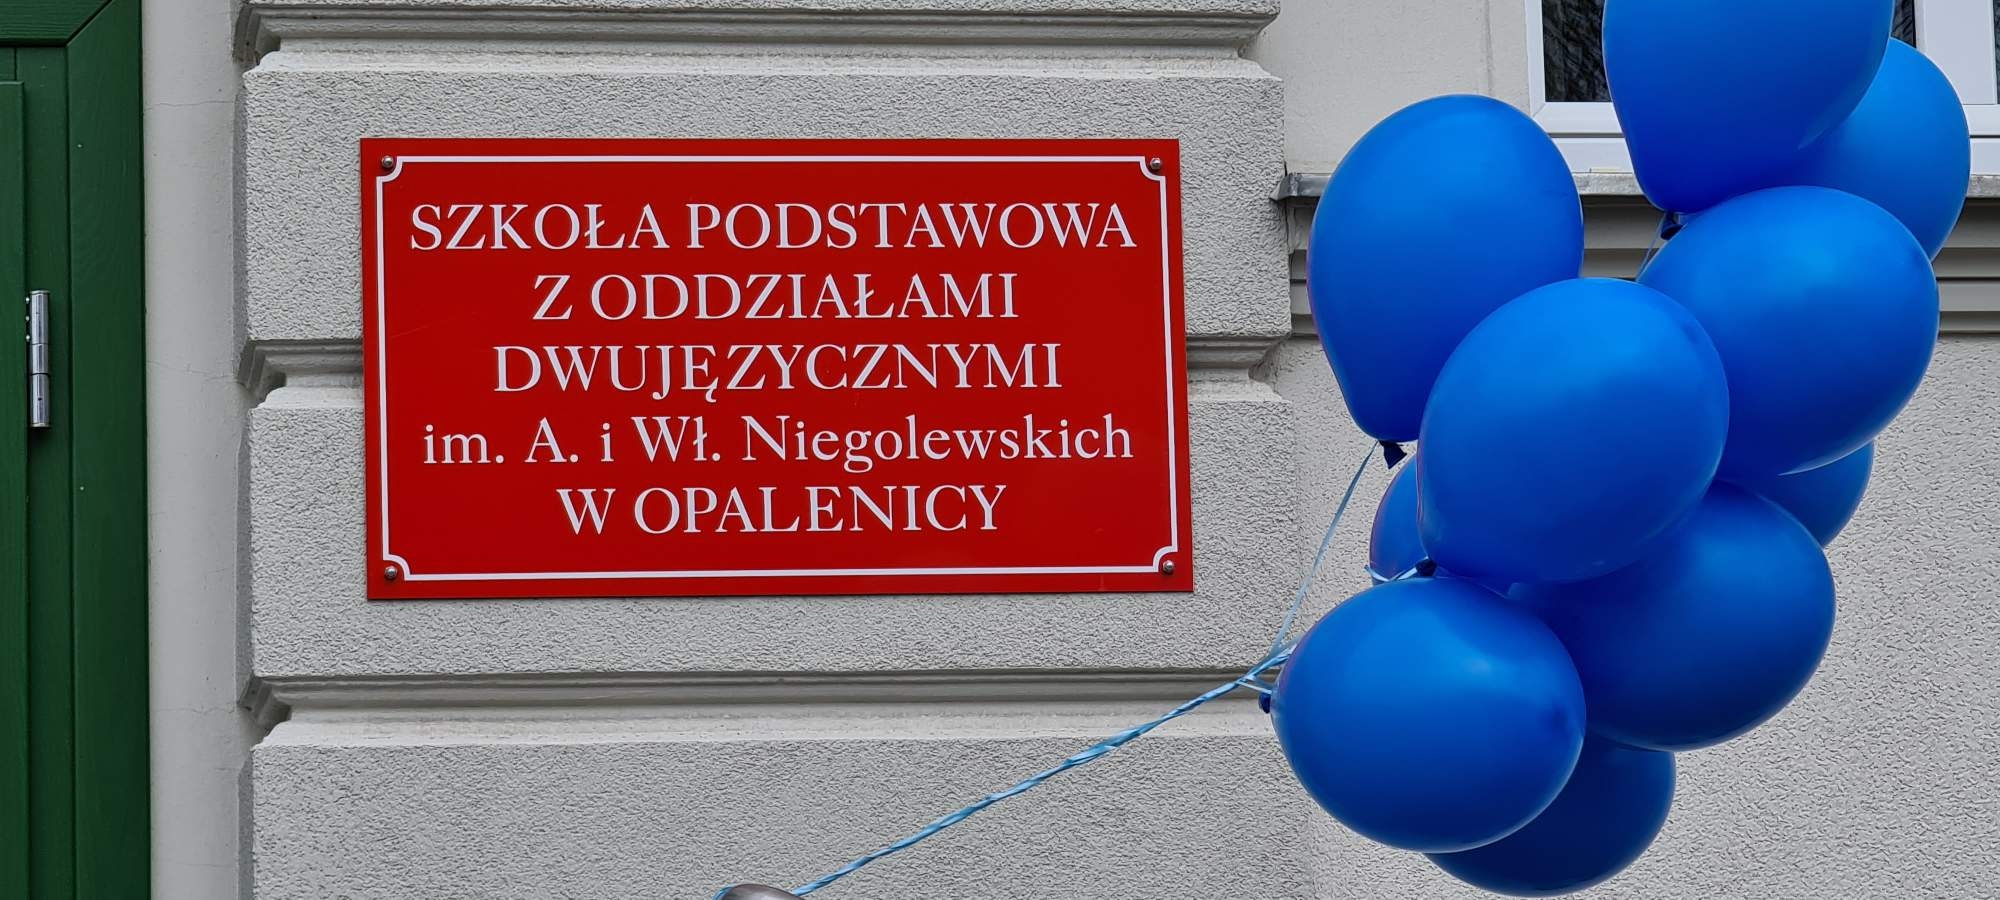 SZKOŁA PODSTAWOWA
Z ODDZIAŁAMI
DWUJĘZYCZNYMI
im. A. i Wł. Niegolewskich
W OPALENICY